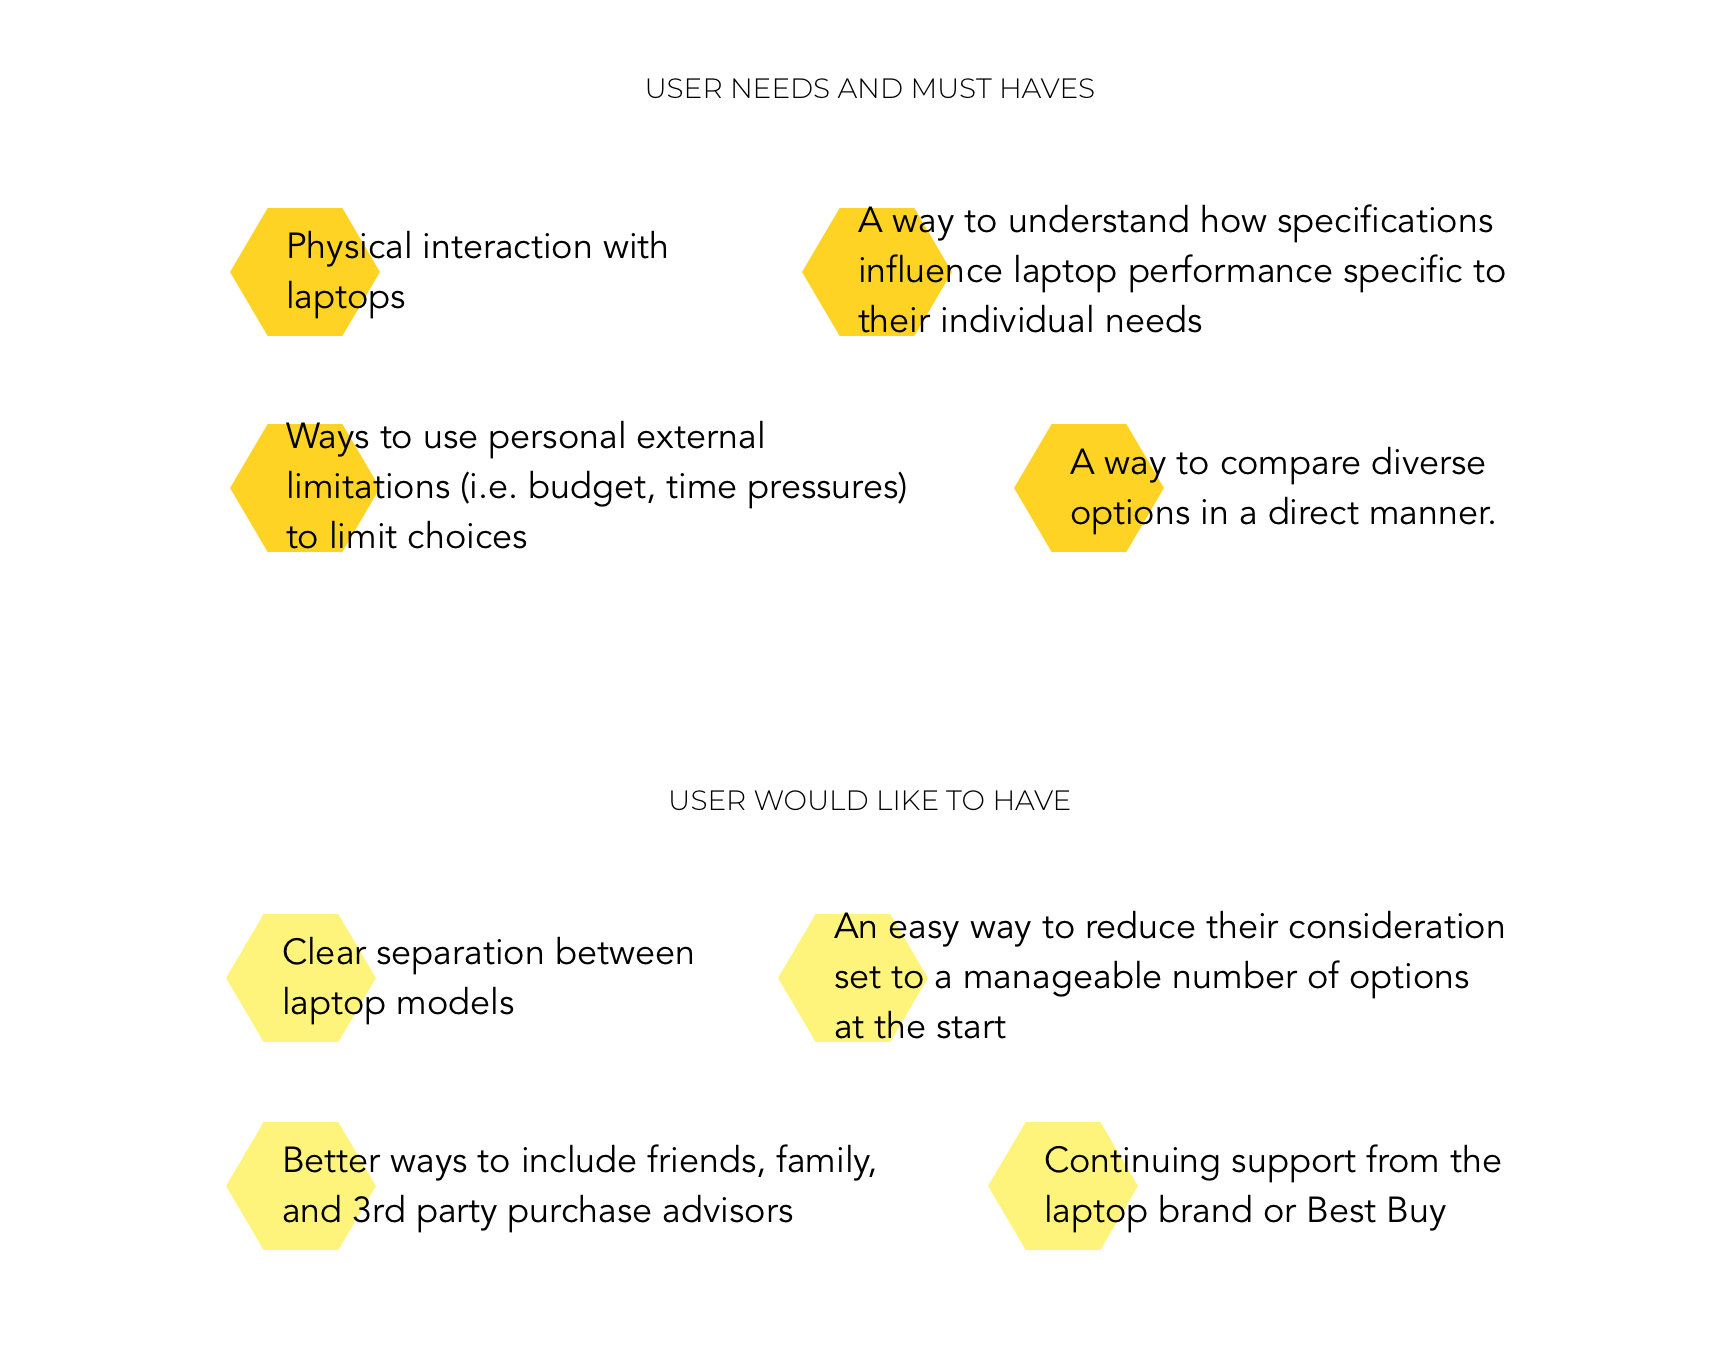 USER NEEDS AND MUST HAVES
Physical interaction with
laptops
A way to understand how specifications
influence laptop performance specific to
their individual needs
Ways to use personal external
limitations (i.e. budget, time pressures)
to limit choices
A way to compare diverse
options in a direct manner.
USER WOULD LIKE TO HAVE
Clear separation between
laptop models
An easy way to reduce their consideration
set to a manageable number of options
at the start
Better ways to include friends, family,
and 3rd party purchase advisors
Continuing support from the
laptop brand or Best Buy